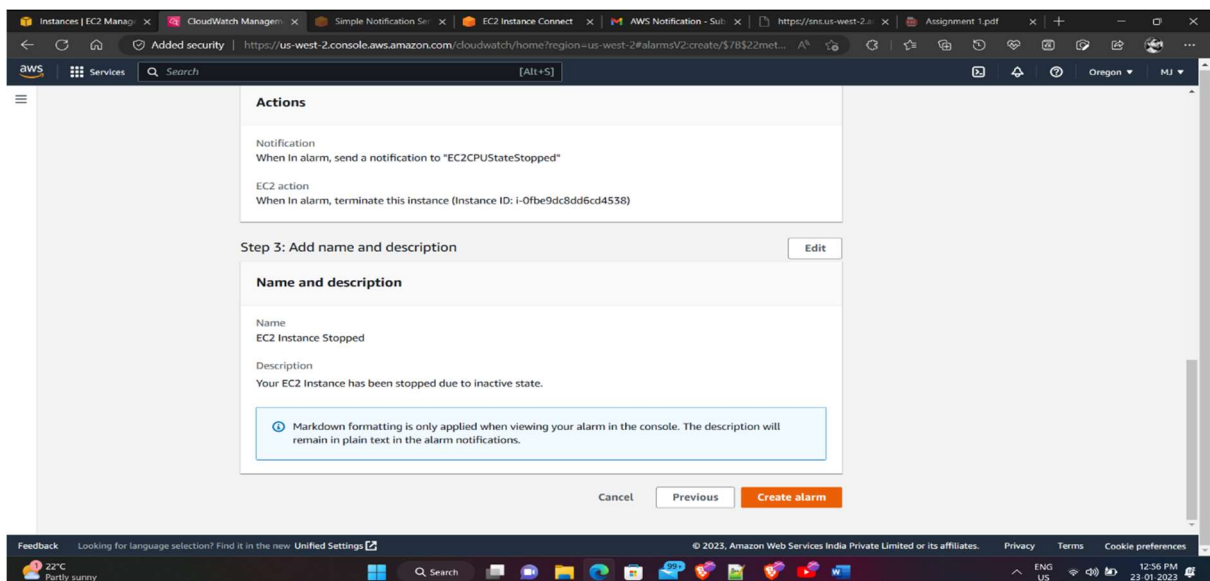 Instances | EC2 Manag
CloudWatch Managem
Simple Notification Ser
EC2 Instance Connect
AWS Notification - Sub
https://sns.us-west-2.a
Assignment 1.pdf
Added security
https://us-west-2.console.aws.amazon.com/cloudwatch/home?region=us-west-2#alarmsV2:create/$7B$22met...
aws
Services
Search
[Alt+S]
Oregon
MJ
Actions
Notification
When In alarm, send a notification to "EC2CPUStateStopped"
EC2 action
When In alarm, terminate this instance (Instance ID: i-0fbe9dc8dd6cd4538)
Step 3: Add name and description
Edit
Name and description
Name
EC2 Instance Stopped
Description
Your EC2 Instance has been stopped due to inactive state.
Markdown formatting is only applied when viewing your alarm in the console. The description will
remain in plain text in the alarm notifications.
Cancel
Previous
Create alarm
Feedback
Looking for language selection? Find it in the new Unified Settings
© 2023, Amazon Web Services India Private Limited or its affiliates.
Privacy
Terms
Cookie preferences
22°C
Partly sunny
Search
99+
ENG
US
12:56 PM
23-01-2023